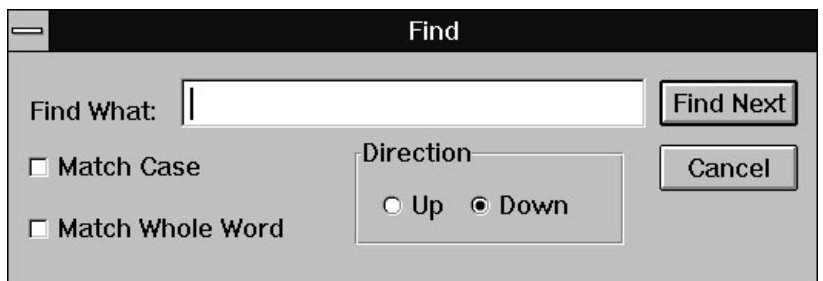 Find
Find What:
Find Next
Match Case
Direction
Cancel
Up
Down
Match Whole Word